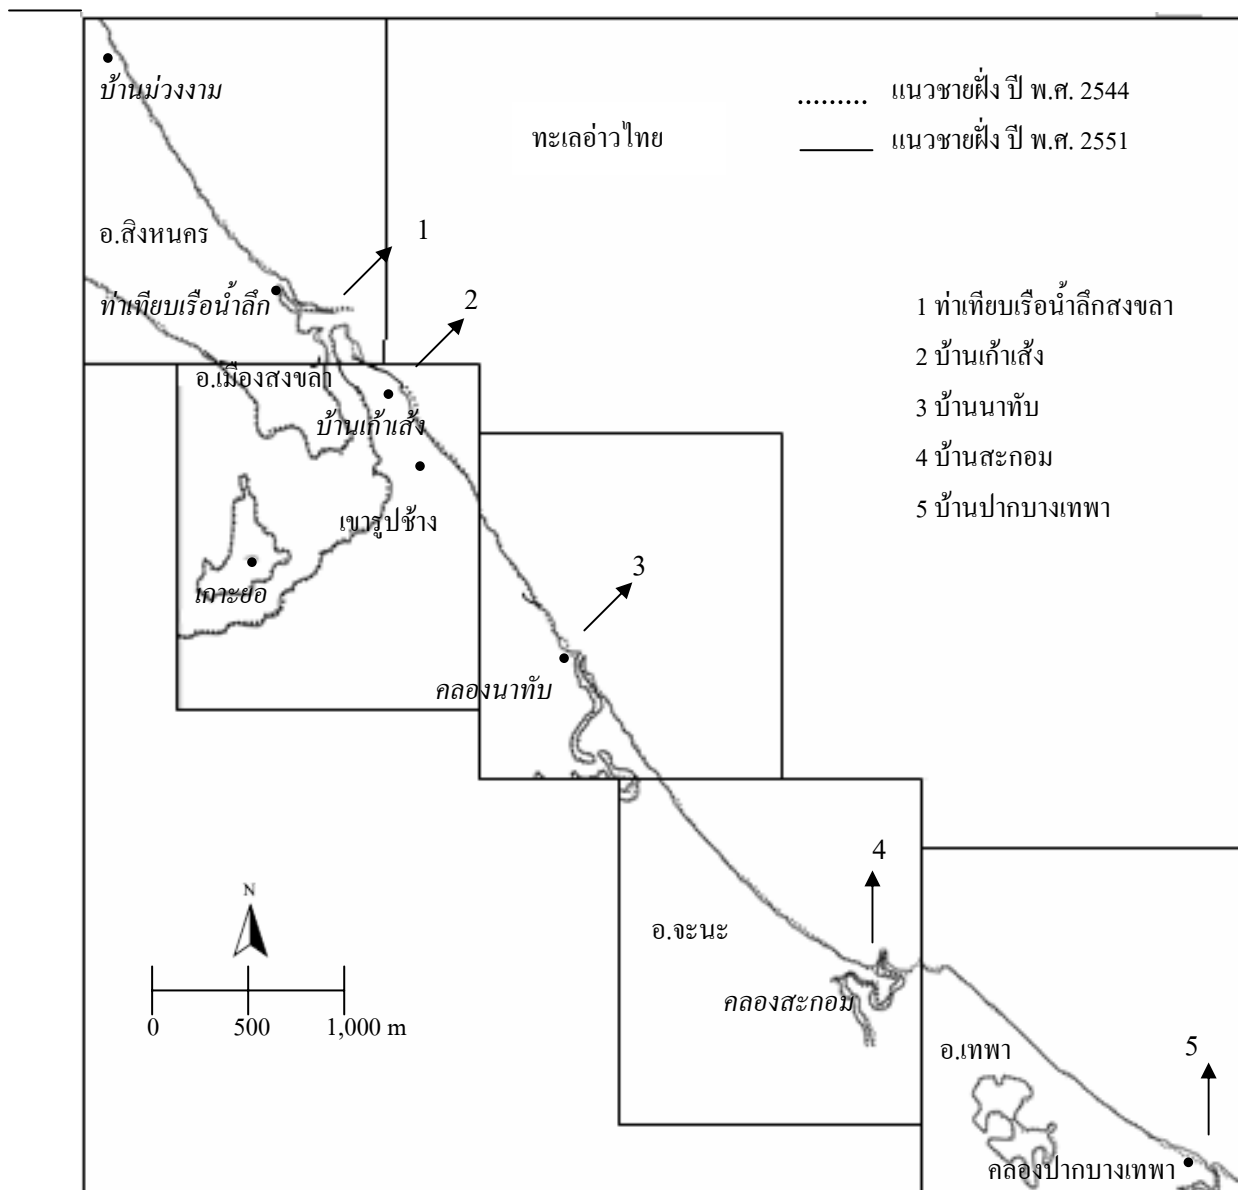 บ้านม่วงงาม
แนวชายฝั่ง ปี พ.ศ. 2544
ทะเลอ่าวไทย
แนวชายฝั่ง ปี พ.ศ. 2551
อ.สิงหนคร
1
ท่าเทียบเรือน้ำลึก
2
1 ท่าเทียบเรือน้ำลึกสงขลา
2 บ้านเก้าเส้ง
3 บ้านนาทับ
4 บ้านสะกอม
5 บ้านปากบางเทพา
อ.เมืองสงขลา
บ้านเก้าเส้ง
เขารูปช้าง
เกาะยอ
3
คลองนาทับ
4
N
อ.จะนะ
คลองสะกอม
0 500 1,000 m
อ.เทพา
5
คลองปากบางเทพา